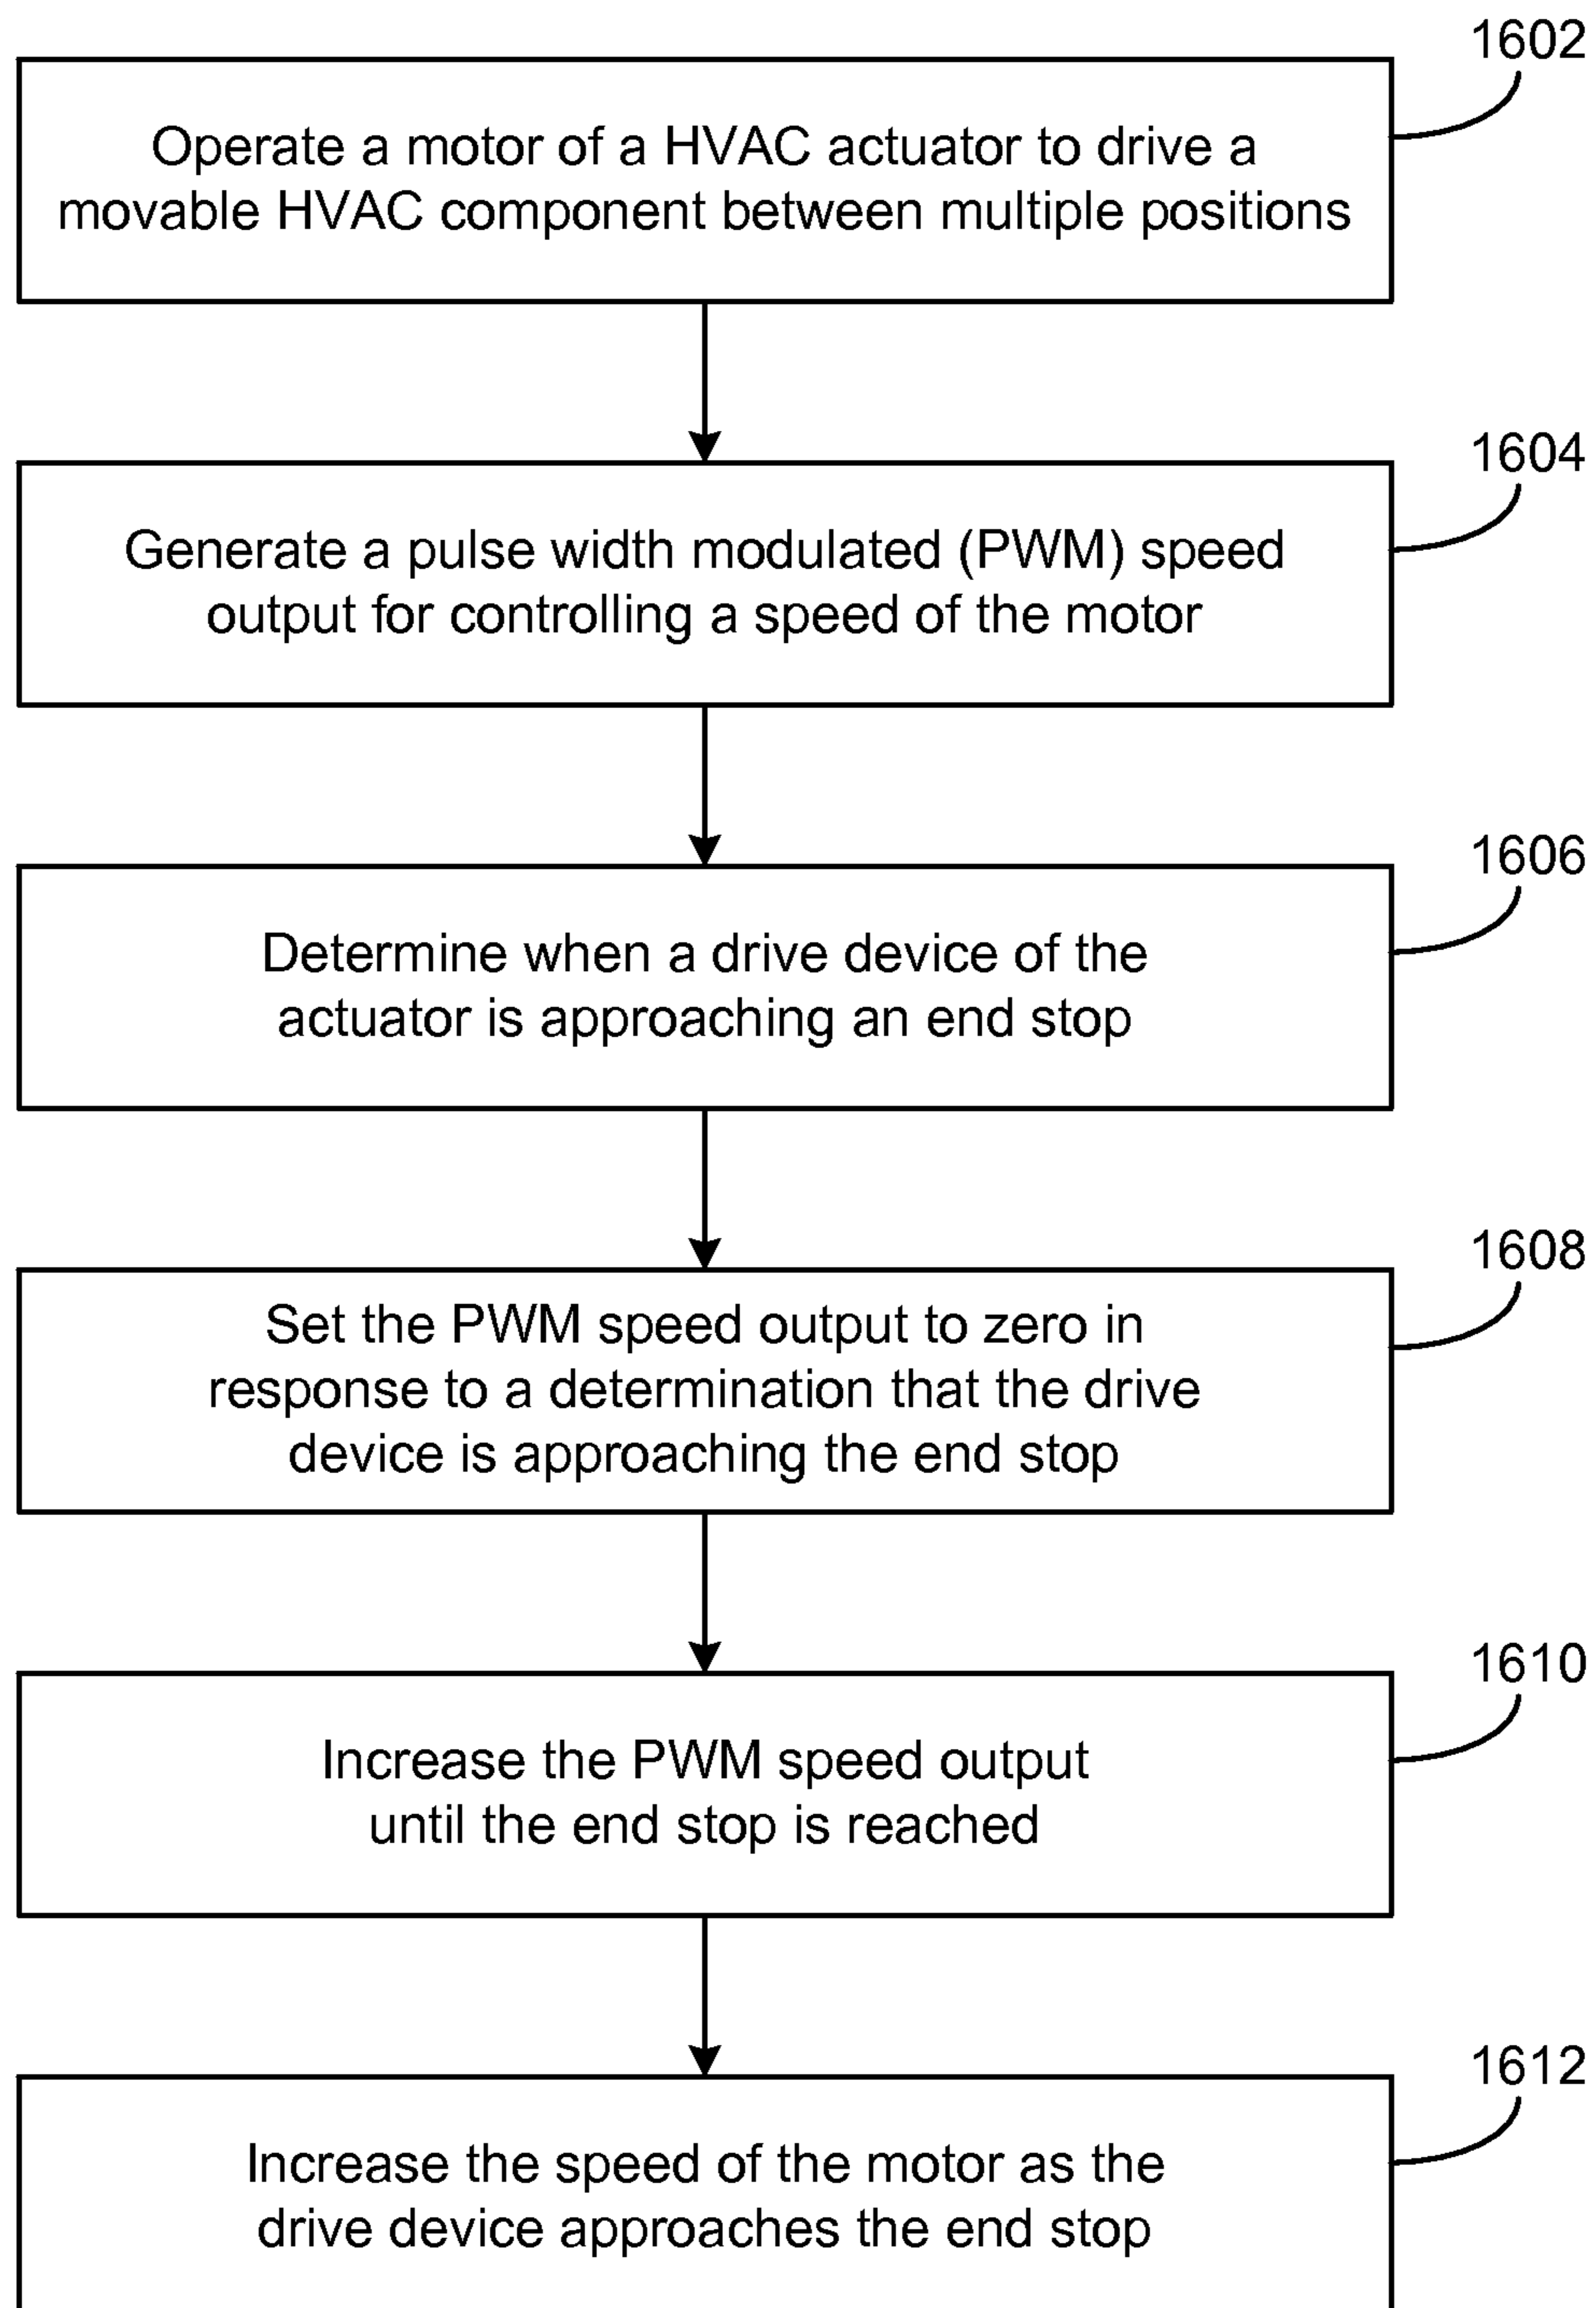 1602
Operate a motor of a HVAC actuator to drive a
movable HVAC component between multiple positions
1604
Generate a pulse width modulated (PWM) speed
output for controlling a speed of the motor
1606
Determine when a drive device of the
actuator is approaching an end stop
1608
Set the PWM speed output to zero in
response to a determination that the drive
device is approaching the end stop
1610
Increase the PWM speed output
until the end stop is reached
1612
Increase the speed of the motor as the
drive device approaches the end stop